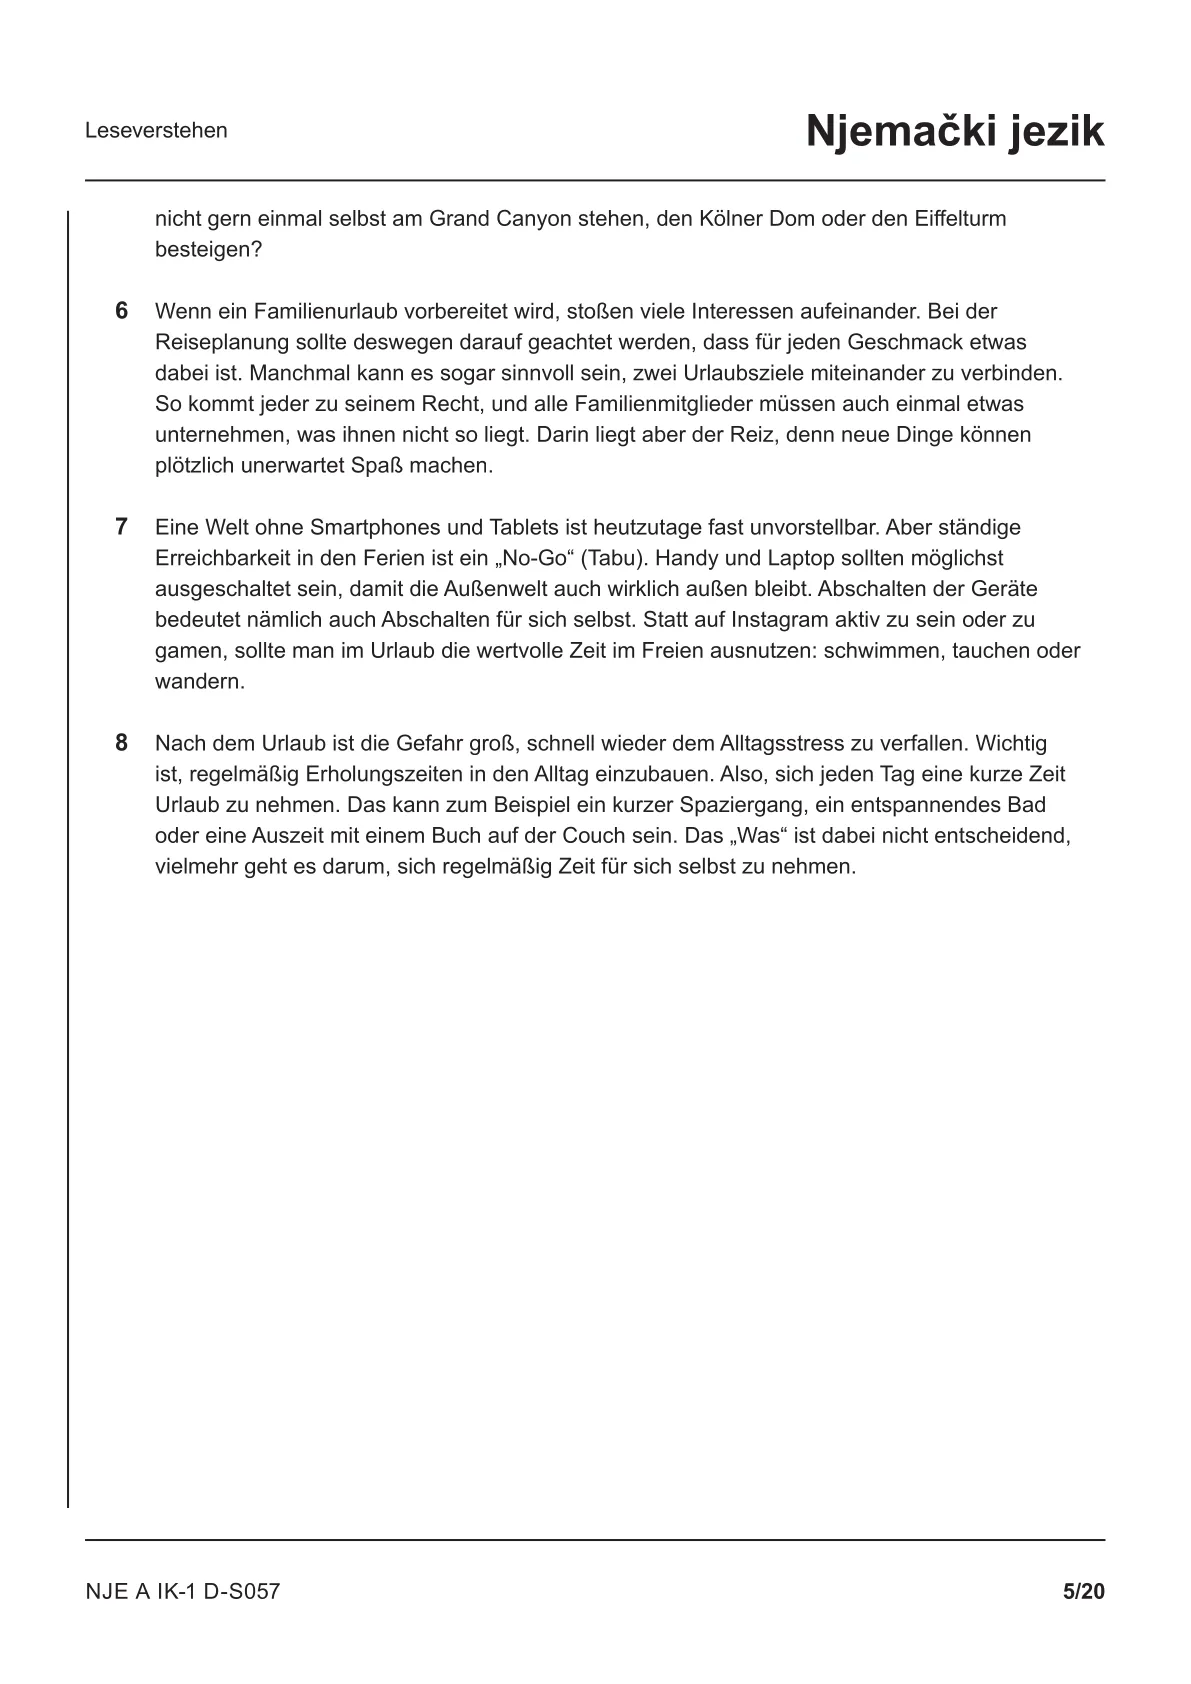 Leseverstehen
Njemački jezik
nicht gern einmal selbst am Grand Canyon stehen, den Kölner Dom oder den Eiffelturm
besteigen?
6 Wenn ein Familienurlaub vorbereitet wird, stoßen viele Interessen aufeinander. Bei der
Reiseplanung sollte deswegen darauf geachtet werden, dass für jeden Geschmack etwas
dabei ist. Manchmal kann es sogar sinnvoll sein, zwei Urlaubsziele miteinander zu verbinden.
So kommt jeder zu seinem Recht, und alle Familienmitglieder müssen auch einmal etwas
unternehmen, was ihnen nicht so liegt. Darin liegt aber der Reiz, denn neue Dinge können
plötzlich unerwartet Spaß machen.
7 Eine Welt ohne Smartphones und Tablets ist heutzutage fast unvorstellbar. Aber ständige
Erreichbarkeit in den Ferien ist ein „No-Go“ (Tabu). Handy und Laptop sollten möglichst
ausgeschaltet sein, damit die Außenwelt auch wirklich außen bleibt. Abschalten der Geräte
bedeutet nämlich auch Abschalten für sich selbst. Statt auf Instagram aktiv zu sein oder zu
gamen, sollte man im Urlaub die wertvolle Zeit im Freien ausnutzen: schwimmen, tauchen oder
wandern.
8 Nach dem Urlaub ist die Gefahr groß, schnell wieder dem Alltagsstress zu verfallen. Wichtig
ist, regelmäßig Erholungszeiten in den Alltag einzubauen. Also, sich jeden Tag eine kurze Zeit
Urlaub zu nehmen. Das kann zum Beispiel ein kurzer Spaziergang, ein entspannendes Bad
oder eine Auszeit mit einem Buch auf der Couch sein. Das „Was“ ist dabei nicht entscheidend,
vielmehr geht es darum, sich regelmäßig Zeit für sich selbst zu nehmen.
NJE A IK-1 D-S057
5/20